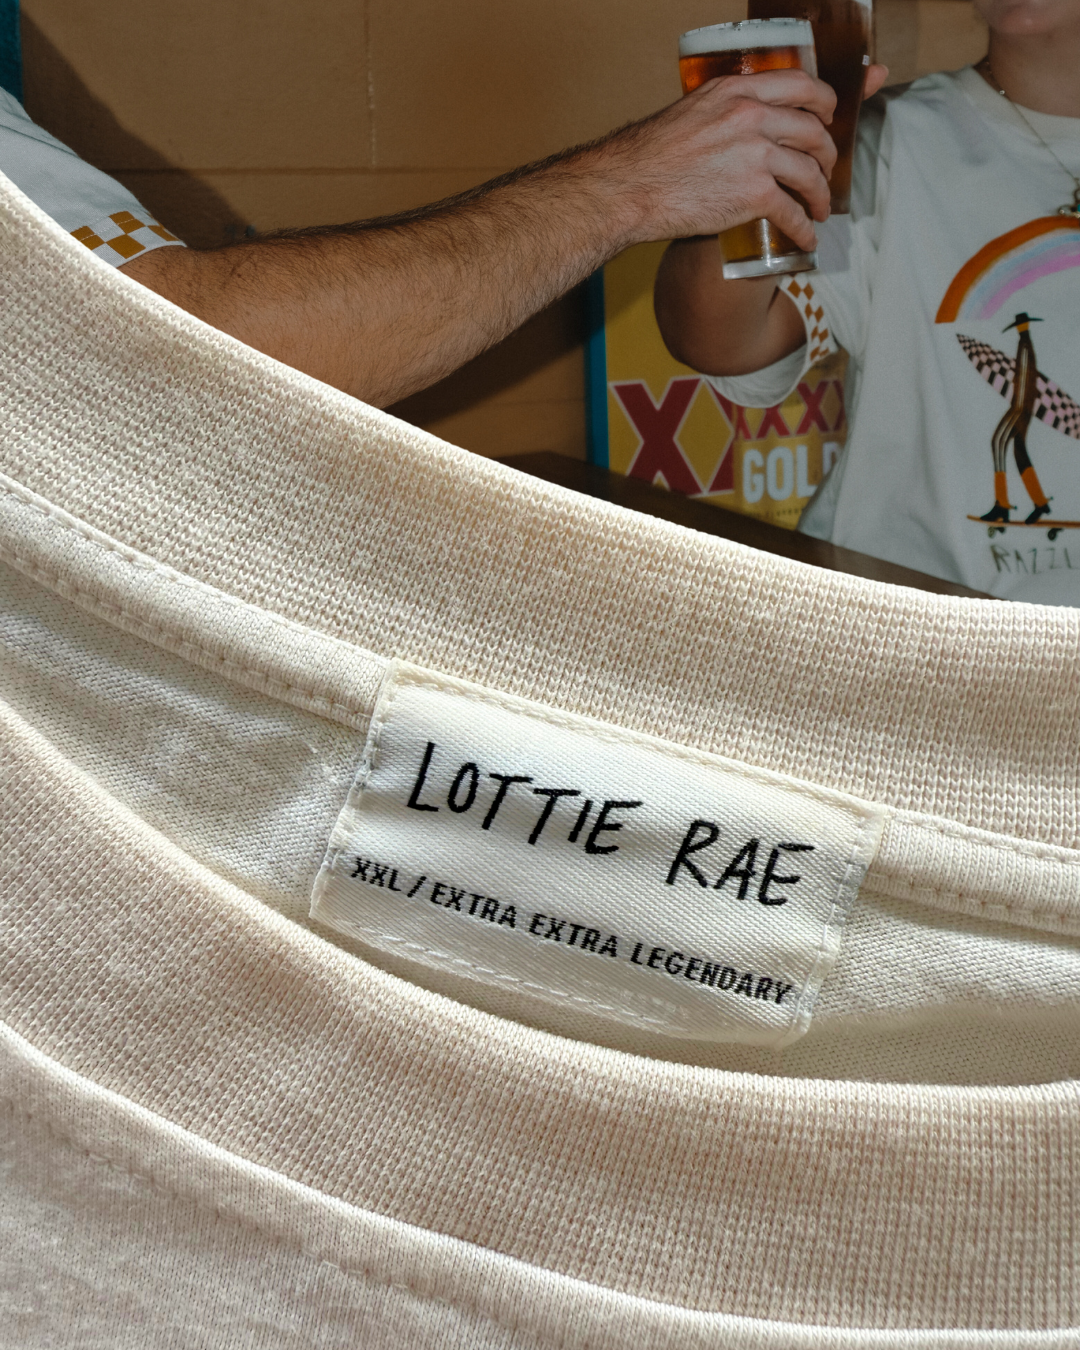 XXXX
GOLD
LOTTIE RAE
XXL / EXTRA EXTRA LEGENDARY